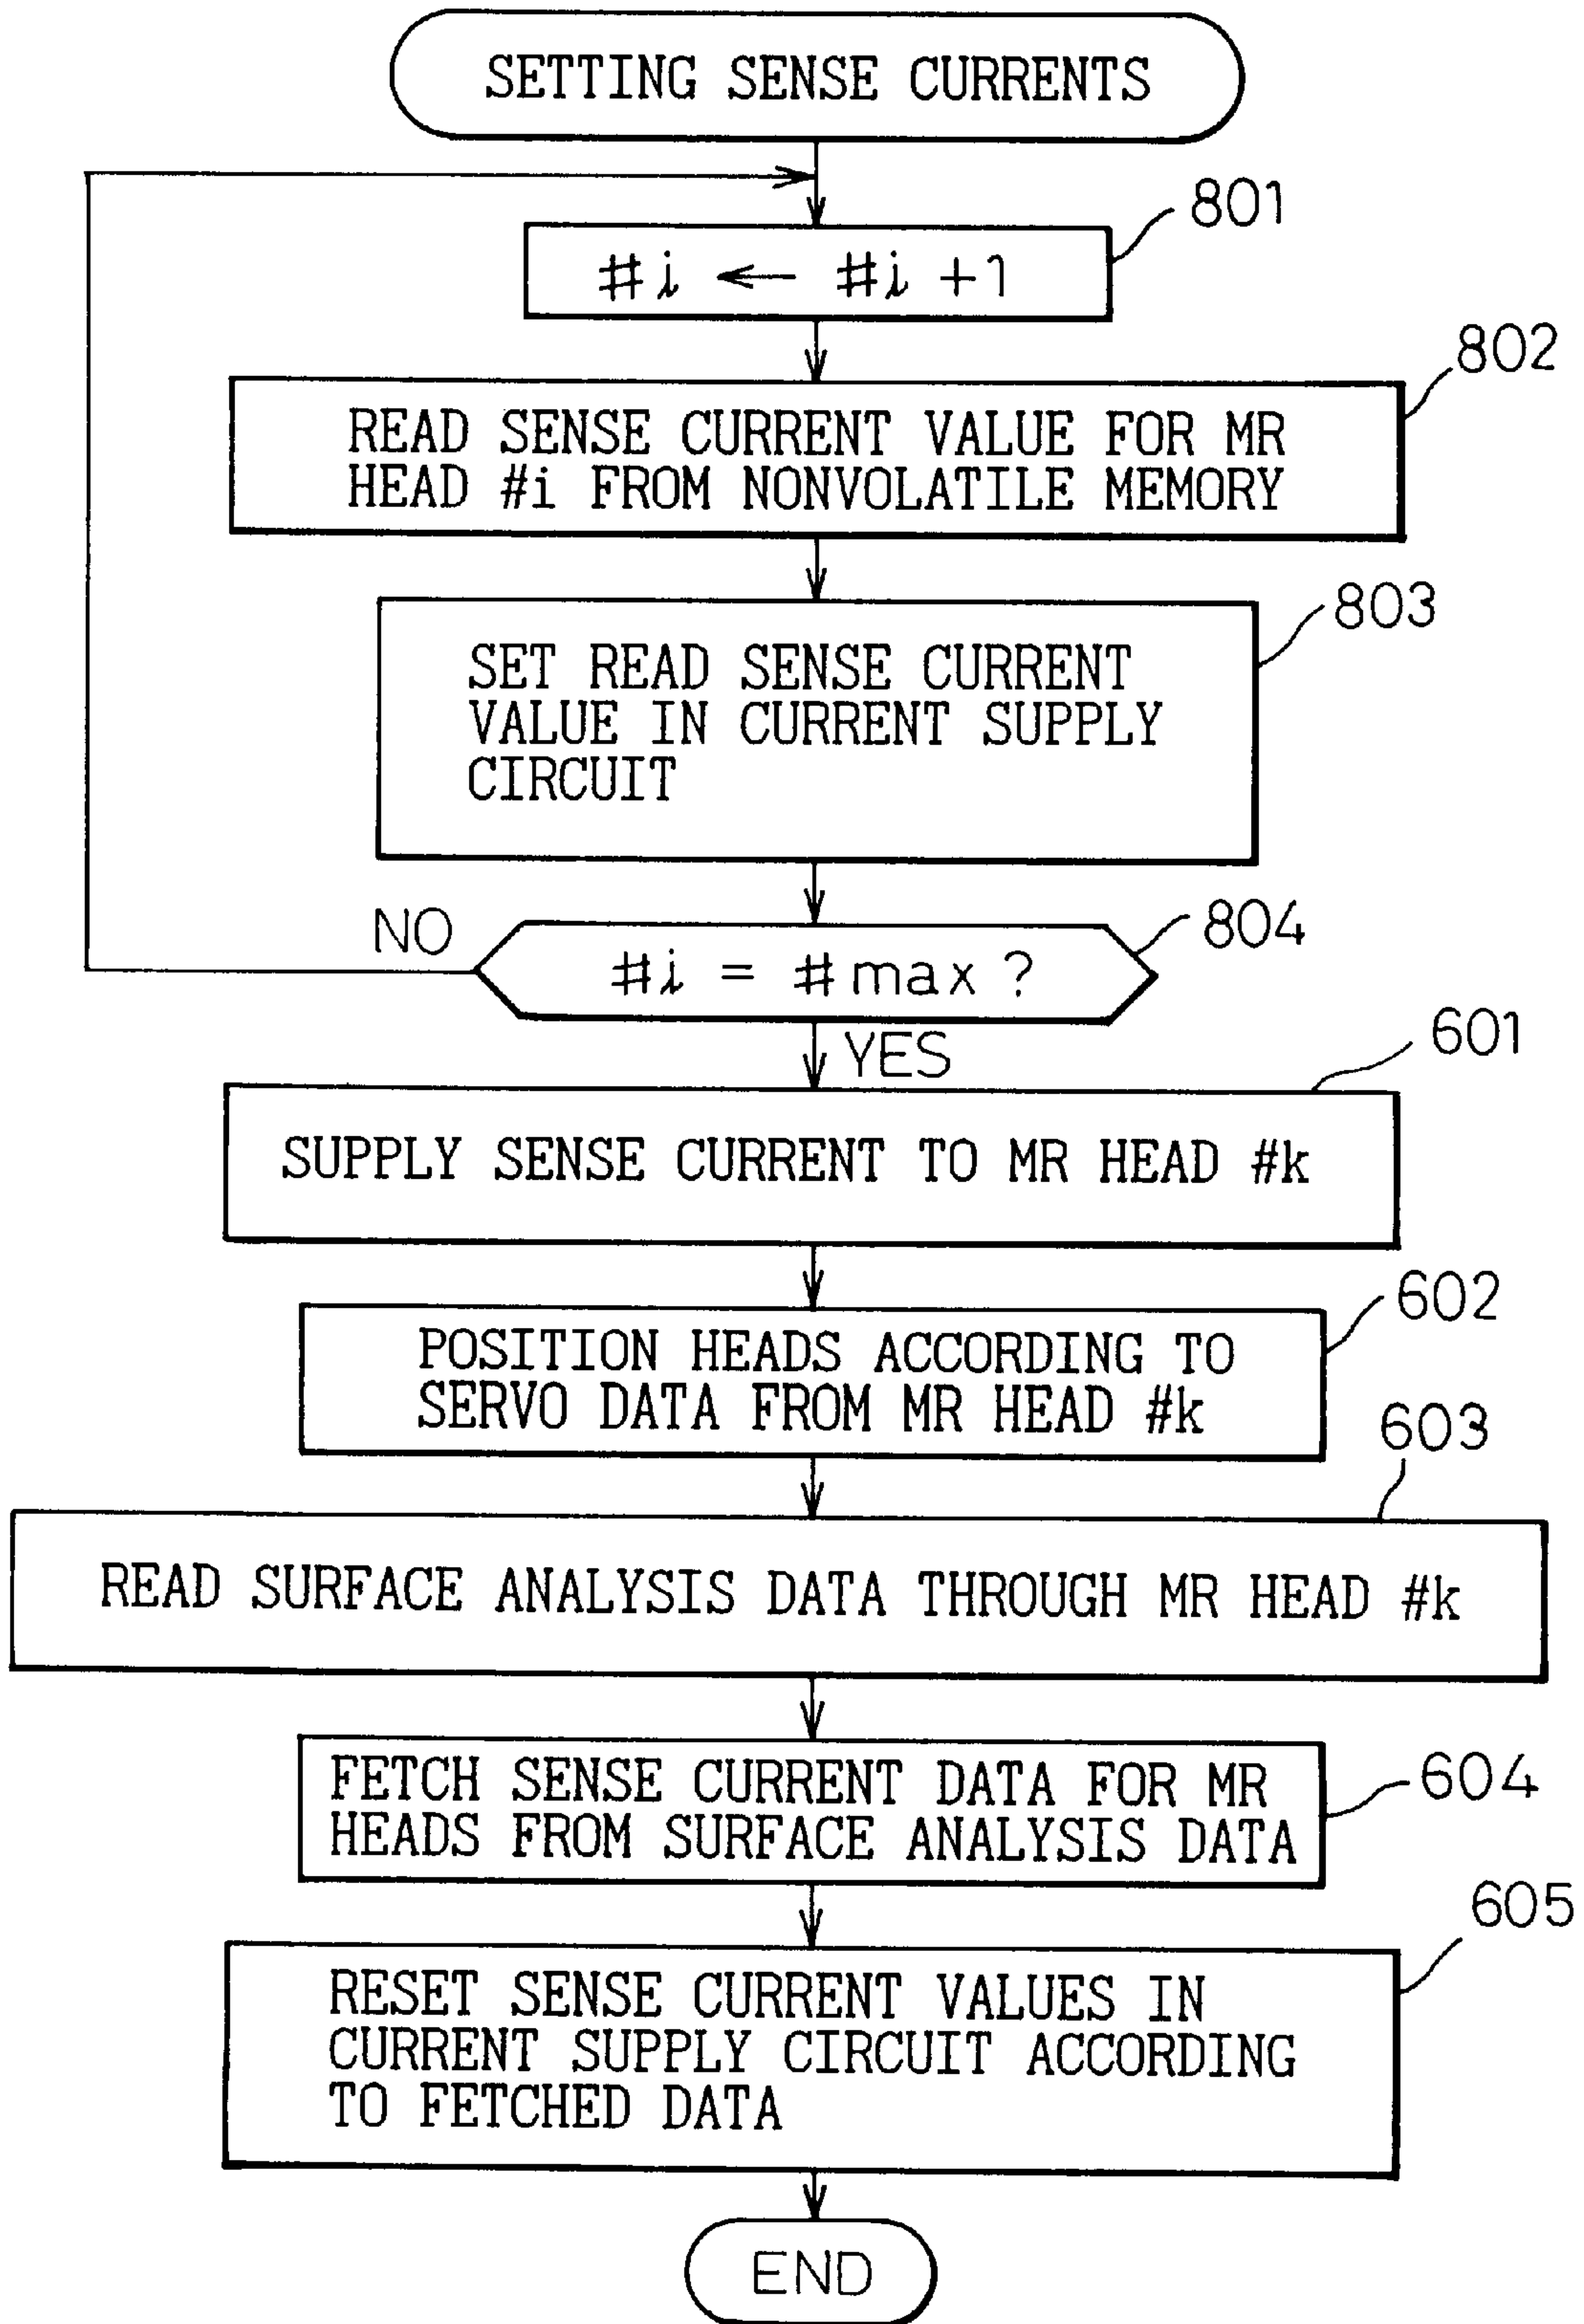 SETTING SENSE CURRENTS
801
#i ← #i +1
802
READ SENSE CURRENT VALUE FOR MR
HEAD #i FROM NONVOLATILE MEMORY
803
SET READ SENSE CURRENT
VALUE IN CURRENT SUPPLY
CIRCUIT
804
NO
#i = #max ?
YES
601
SUPPLY SENSE CURRENT TO MR HEAD #k
602
POSITION HEADS ACCORDING TO
SERVO DATA FROM MR HEAD #k
603
READ SURFACE ANALYSIS DATA THROUGH MR HEAD #k
604
FETCH SENSE CURRENT DATA FOR MR
HEADS FROM SURFACE ANALYSIS DATA
605
RESET SENSE CURRENT VALUES IN
CURRENT SUPPLY CIRCUIT ACCORDING
TO FETCHED DATA
END